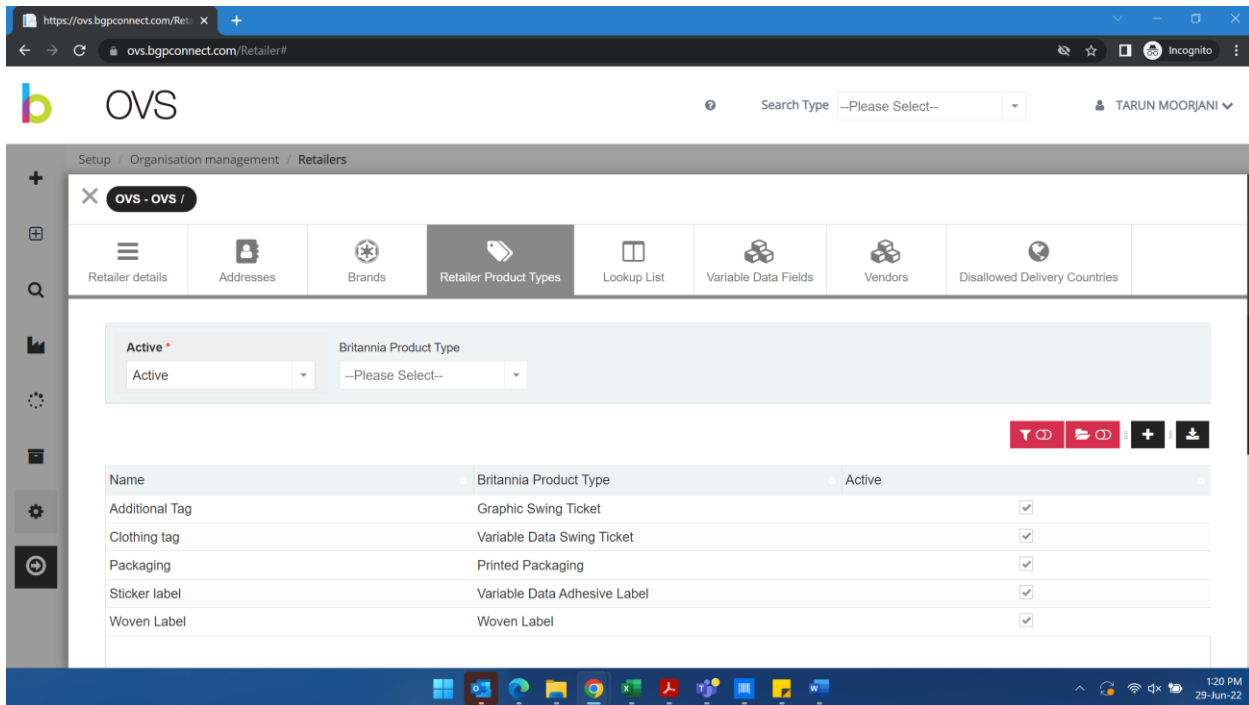 https://ovs.bgpconnect.com/Reta
ovs.bgpconnect.com/Retailer#
Incognito
b OVS
Search Type --Please Select--
TARUN MOORJANI
Setup / Organisation management / Retailers
OVS - OVS /
Retailer details Addresses Brands Retailer Product Types Lookup List Variable Data Fields Vendors Disallowed Delivery Countries
Active * Britannia Product Type
Active --Please Select--
Name Britannia Product Type Active
Additional Tag Graphic Swing Ticket
Clothing tag Variable Data Swing Ticket
Packaging Printed Packaging
Sticker label Variable Data Adhesive Label
Woven Label Woven Label
1:20 PM
29-Jun-22